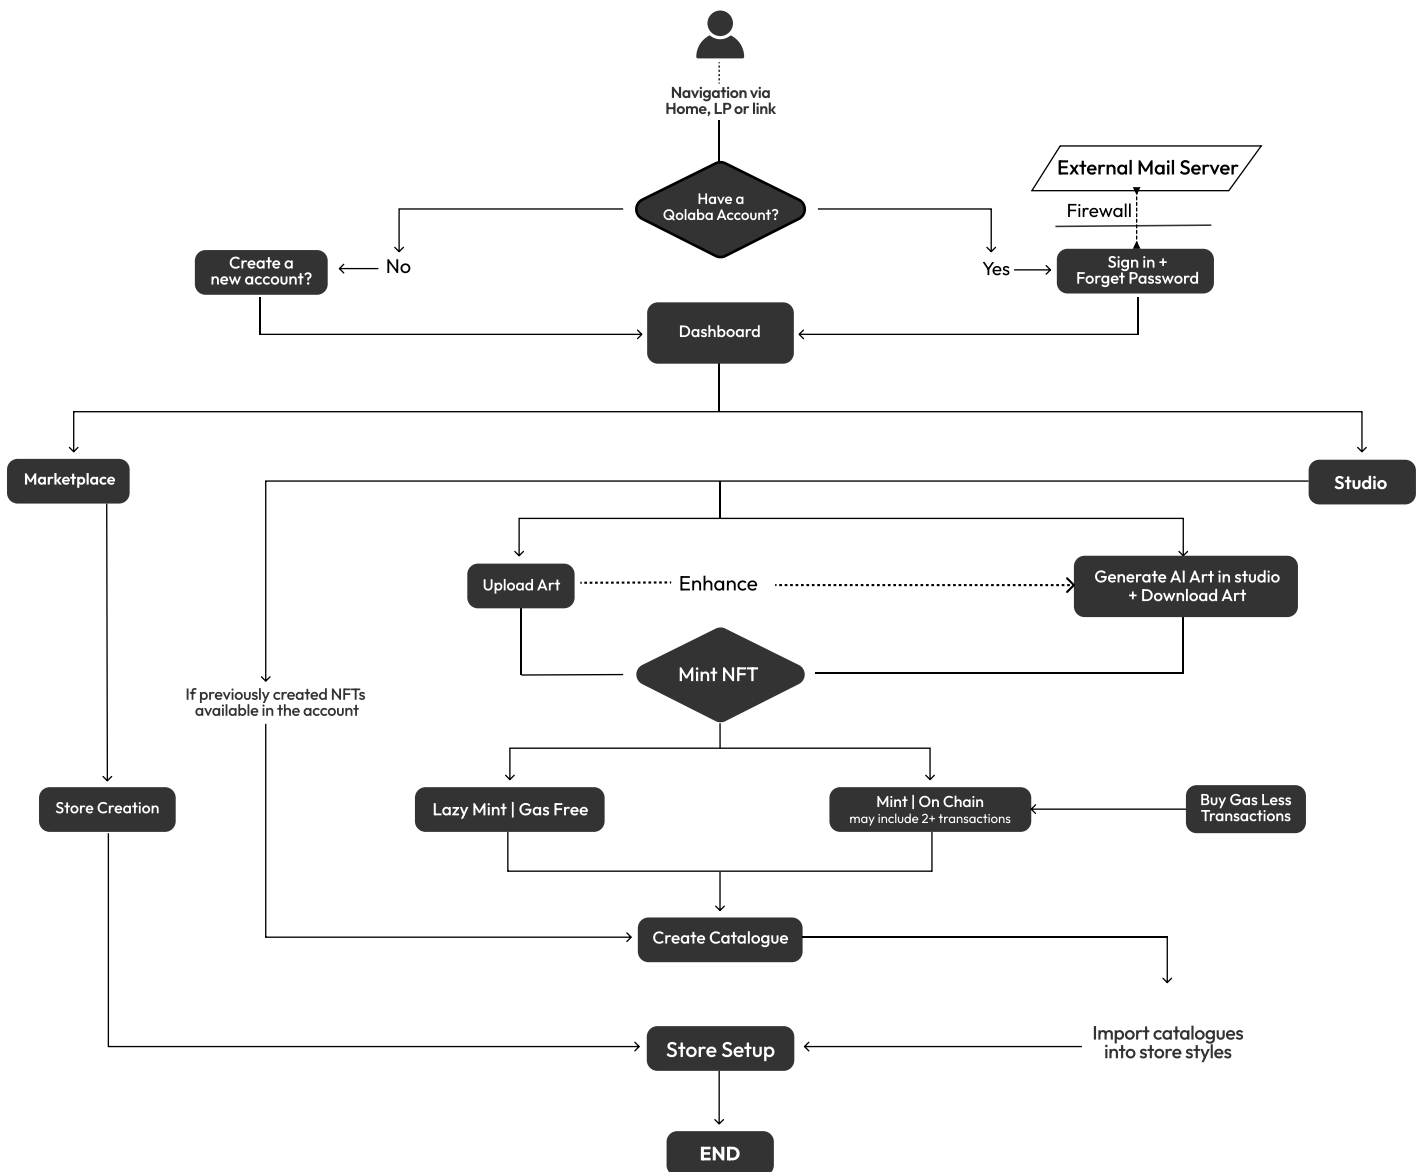 Navigation via
Home, LP or link
External Mail Server
Have a
Qolaba Account?
Firewall
Create a
new account?
No
Yes
Sign in +
Forget Password
Dashboard
Marketplace
Studio
Upload Art
Enhance
Generate AI Art in studio
+ Download Art
Mint NFT
If previously created NFTs
available in the account
Store Creation
Lazy Mint | Gas Free
Mint | On Chain
may include 2+ transactions
Buy Gas Less
Transactions
Create Catalogue
Import catalogues
into store styles
Store Setup
END